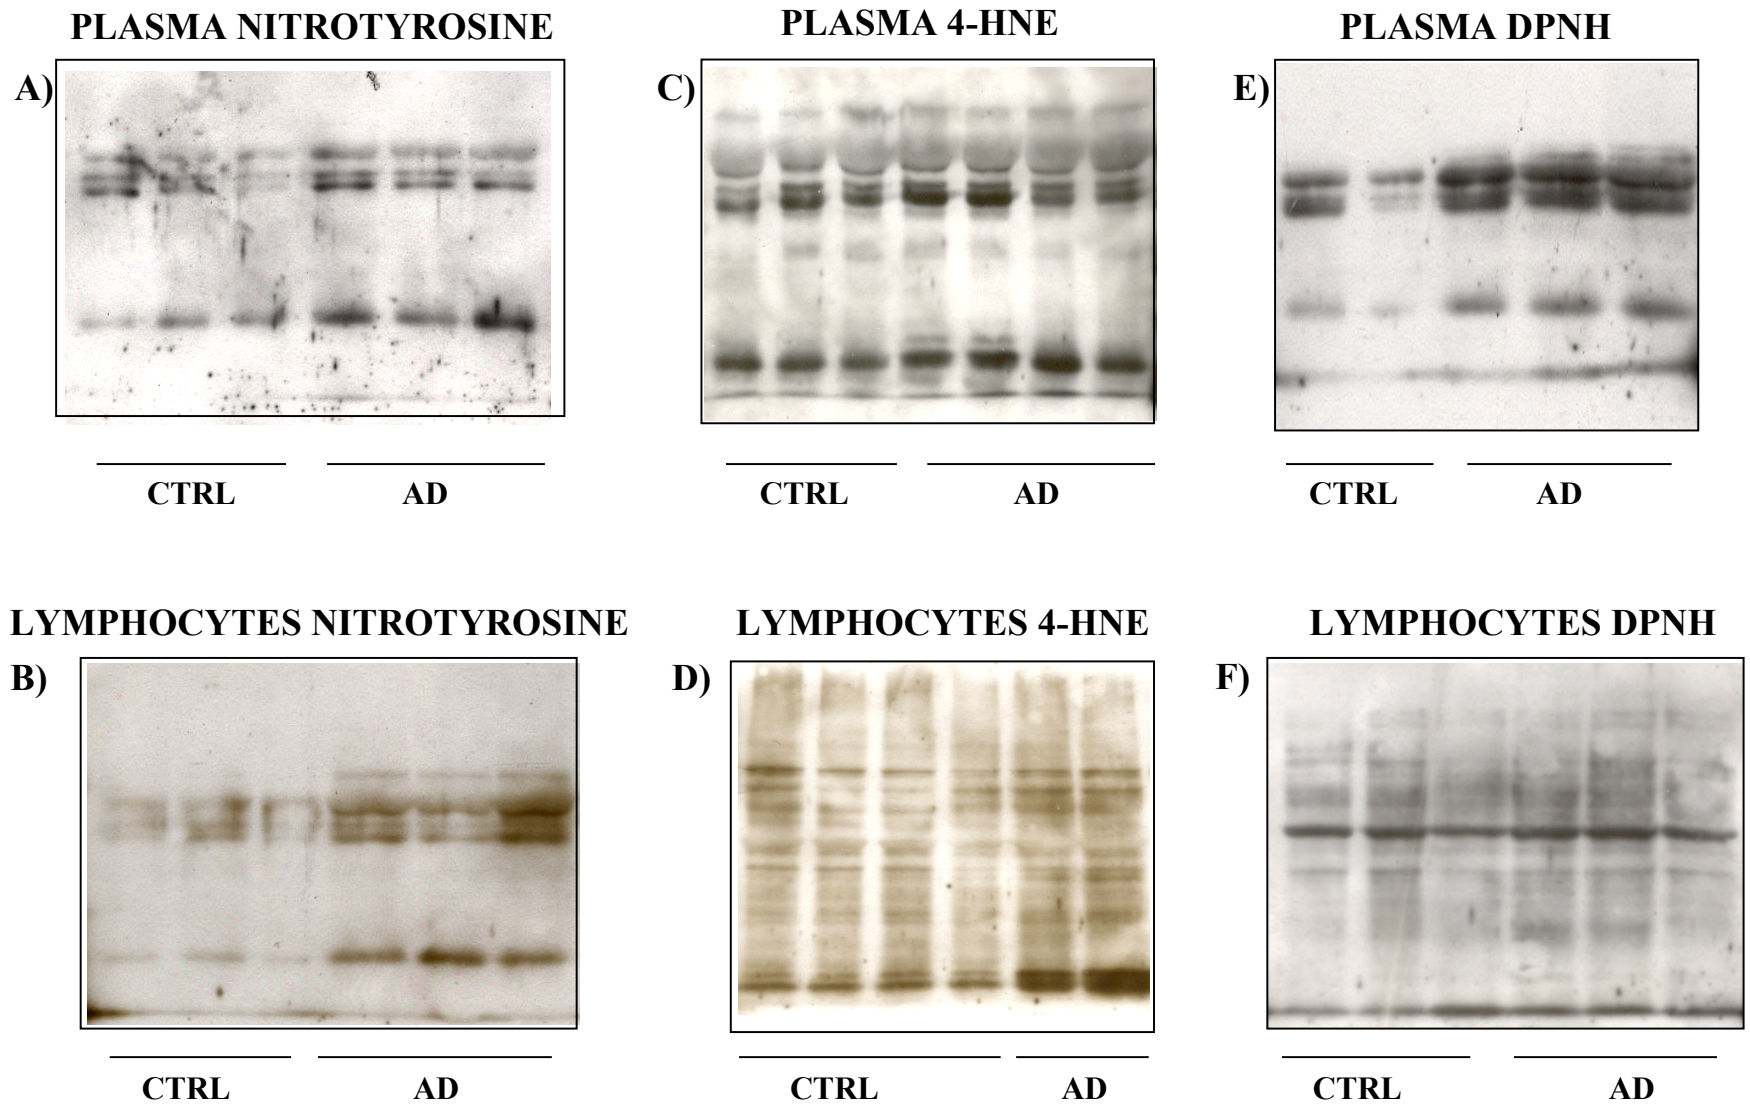 PLASMA NITROTYROSINE
A)
CTRL AD
PLASMA 4-HNE
C)
CTRL AD
PLASMA DPNH
E)
CTRL AD
LYMPHOCYTES NITROTYROSINE
B)
CTRL AD
LYMPHOCYTES 4-HNE
D)
CTRL AD
LYMPHOCYTES DPNH
F)
CTRL AD